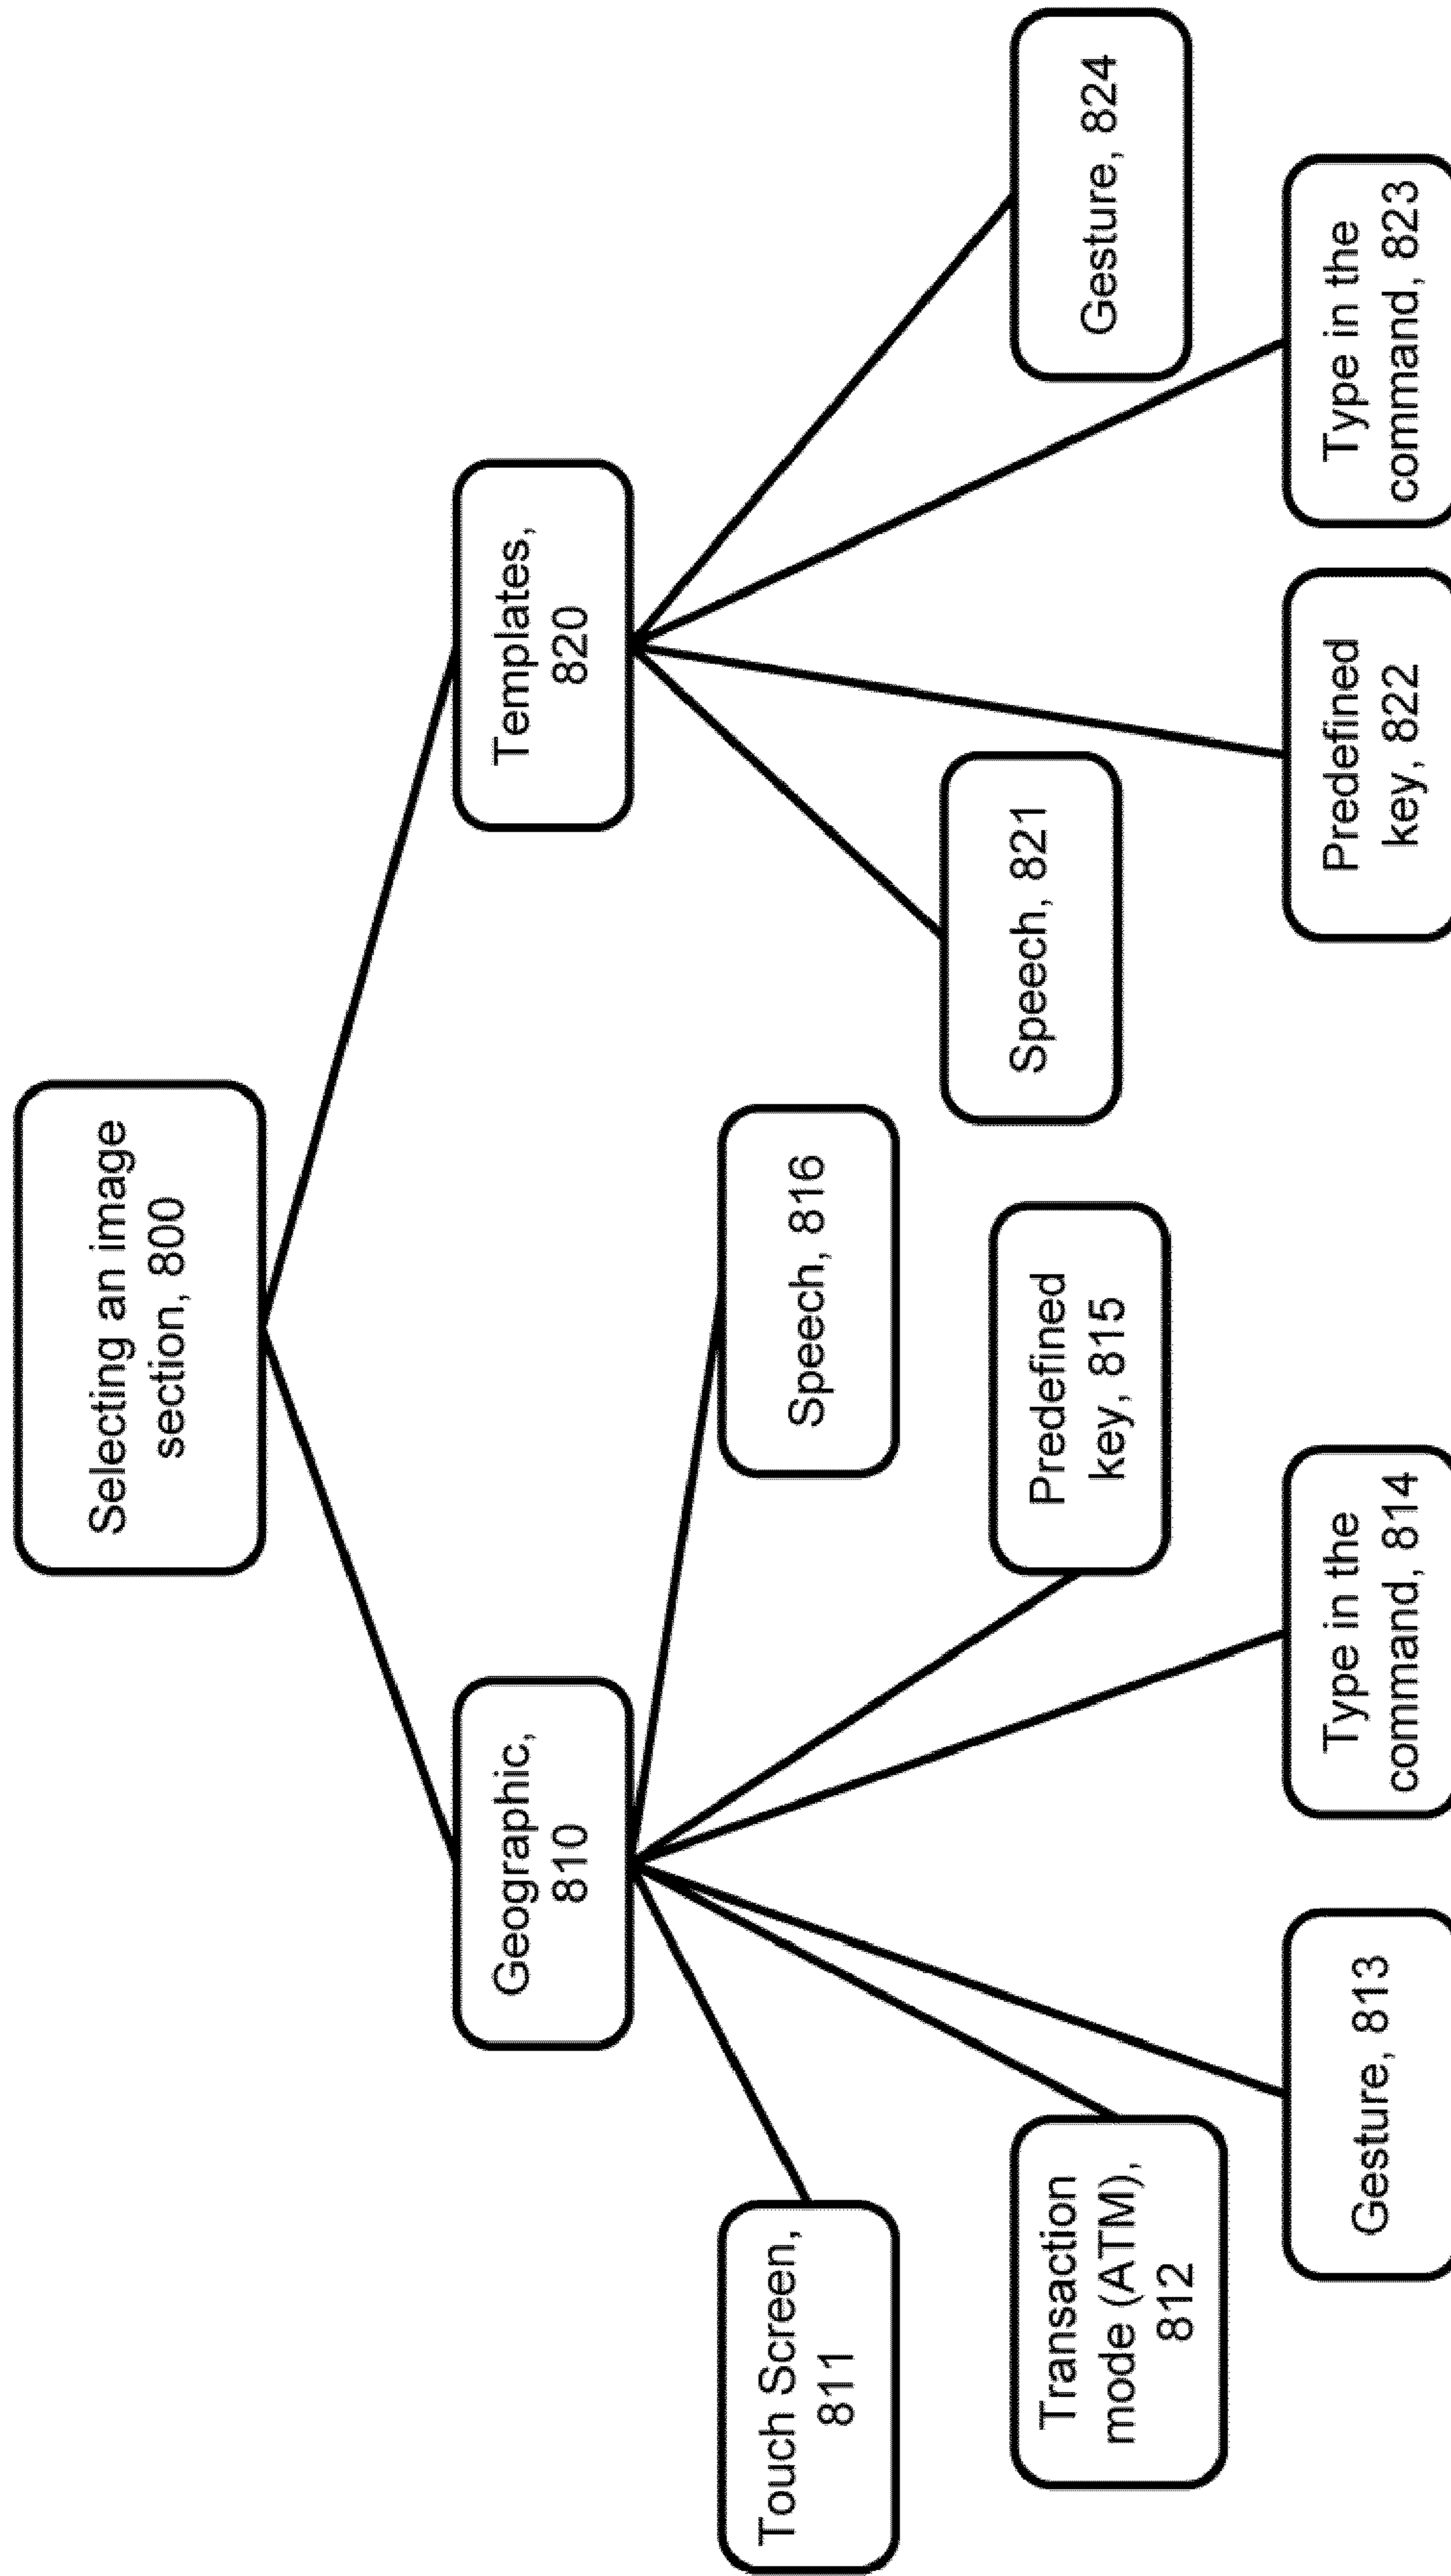 Selecting an image
section, 800
Geographic,
810
Templates,
820
Touch Screen,
811
Speech, 816
Transaction
mode (ATM),
812
Predefined
key, 815
Gesture, 813
Type in the
command, 814
Speech, 821
Gesture, 824
Predefined
key, 822
Type in the
command, 823